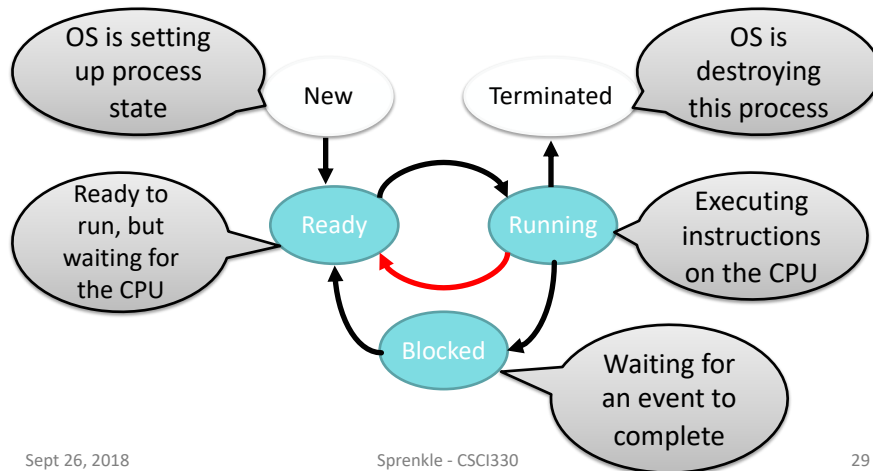 OS is setting
up process
state
New
Terminated
OS is
destroying
this process
Ready to
run, but
waiting for
the CPU
Ready
Running
Executing
instructions
on the CPU
Blocked
Waiting for
an event to
complete
Sept 26, 2018
Sprenkle - CSCI330
29